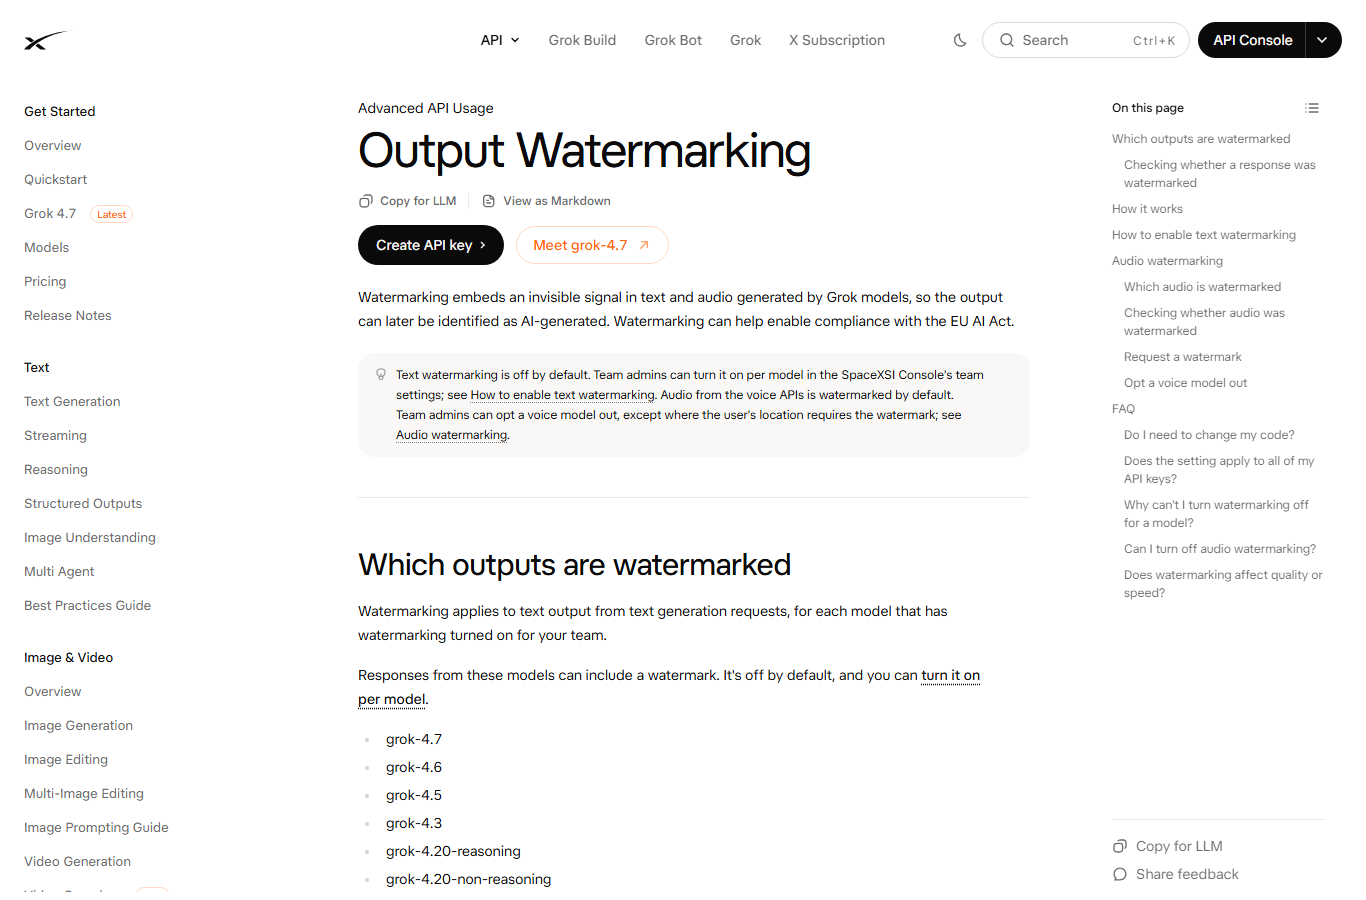 API
Grok Build
Grok Bot
Grok
X Subscription
Search
Ctrl+K
API Console
Get Started
Overview
Quickstart
Grok 4.7 Latest
Models
Pricing
Release Notes
Text
Text Generation
Streaming
Reasoning
Structured Outputs
Image Understanding
Multi Agent
Best Practices Guide
Image & Video
Overview
Image Generation
Image Editing
Multi-Image Editing
Image Prompting Guide
Video Generation
Advanced API Usage
Output Watermarking
Copy for LLM
View as Markdown
Create API key
Meet grok-4.7
Watermarking embeds an invisible signal in text and audio generated by Grok models, so the output
can later be identified as AI-generated. Watermarking can help enable compliance with the EU AI Act.
Text watermarking is off by default. Team admins can turn it on per model in the SpaceXSI Console's team
settings; see How to enable text watermarking. Audio from the voice APIs is watermarked by default.
Team admins can opt a voice model out, except where the user's location requires the watermark; see
Audio watermarking.
Which outputs are watermarked
Watermarking applies to text output from text generation requests, for each model that has
watermarking turned on for your team.
Responses from these models can include a watermark. It's off by default, and you can turn it on
per model.
grok-4.7
grok-4.6
grok-4.5
grok-4.3
grok-4.20-reasoning
grok-4.20-non-reasoning
On this page
Which outputs are watermarked
Checking whether a response was
watermarked
How it works
How to enable text watermarking
Audio watermarking
Which audio is watermarked
Checking whether audio was
watermarked
Request a watermark
Opt a voice model out
FAQ
Do I need to change my code?
Does the setting apply to all of my
API keys?
Why can't I turn watermarking off
for a model?
Can I turn off audio watermarking?
Does watermarking affect quality or
speed?
Copy for LLM
Share feedback